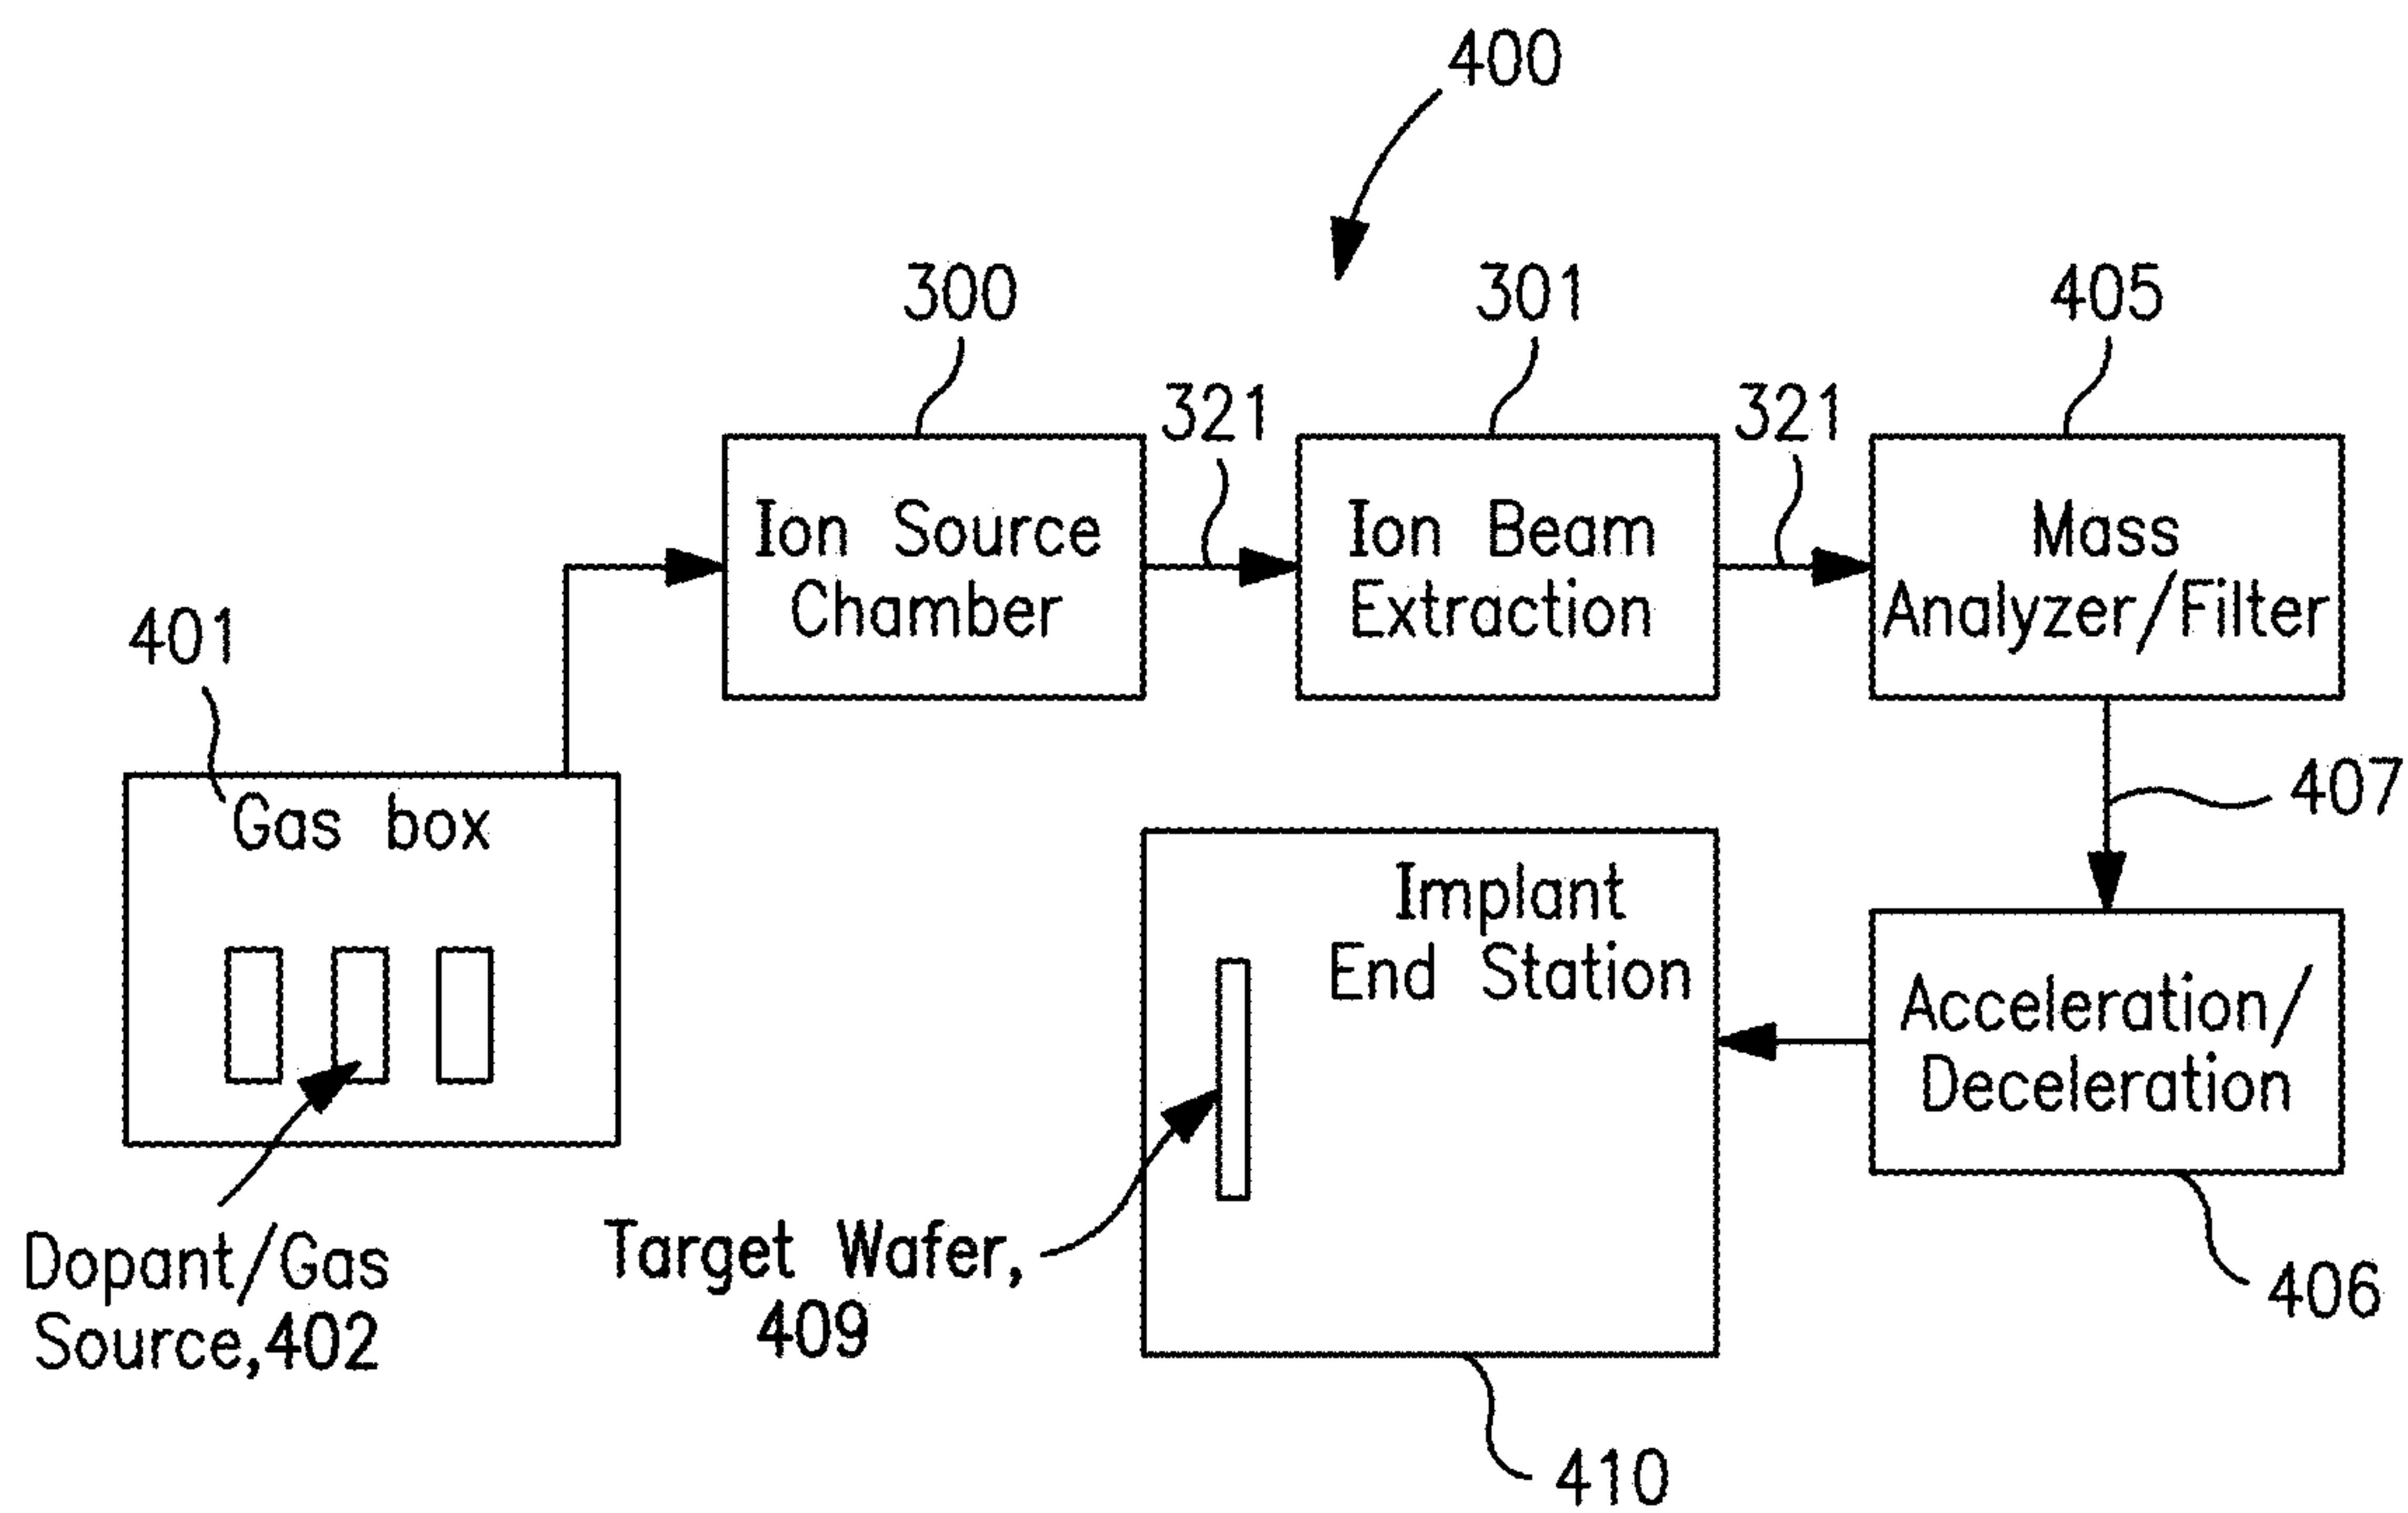 400
300
301
405
321
321
Ion Source
Chamber
Ion Beam
Extraction
Mass
Analyzer/Filter
401
Gas box
407
Implant
End Station
Acceleration/
Deceleration
Dopant/Gas
Source,402
Target Wafer,
409
406
410